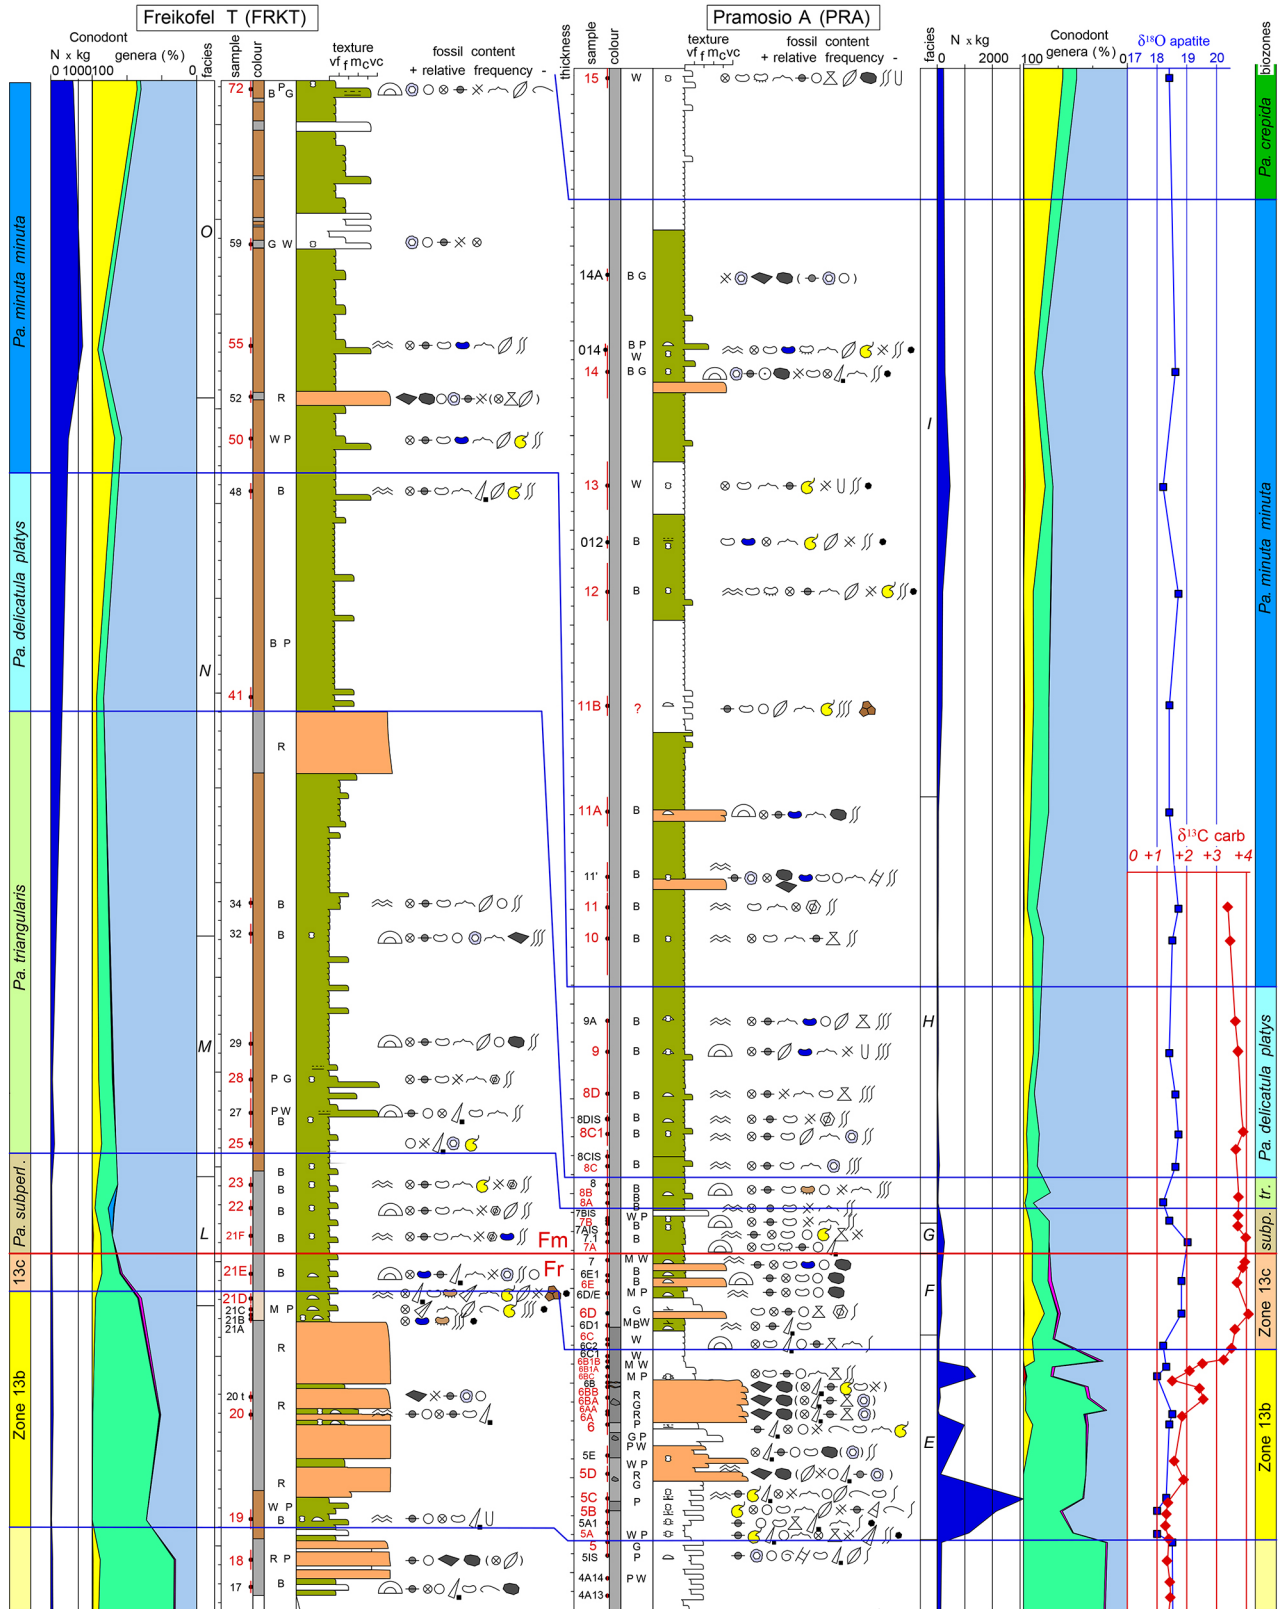 Freikofel T (FRKT)
Pramosio A (PRA)
Conodont
N x kg genera (%)
0 1000 100 0
facies
sample
colour
texture
vf f m c vc
fossil content
+ relative frequency -
thickness
sample
colour
texture
vf f m c vc
fossil content
+ relative frequency -
facies
N x kg
0 2000
Conodont
genera (%)
100 0
δ18O apatite
17 18 19 20
biozones
Pa. minuta minuta
Pa. delicatula platys
Pa. triangularis
Pa. subperl.
13c
Zone 13b
O
N
M
L
72
59
55
52
50
48
41
34
32
29
28
27
25
23
22
21F
21E
21D
21C
21B
21A
20 t
20
19
18
17
B P G
G W
R
W P
B
B P
R
B
B
P G
P W
B
B
B
B
B
B
M P
R
R
R
W P
B
R P
B
Fm
Fr
15
14A
014
14
13
012
12
11B
11A
11'
11
10
9A
9
8D
8DIS
8C1
8CIS
8C
8
8B
8A
7BIS
7B
7AIS
7.1
7A
7
6E1
6E
6D/E
6D
6D1
6C
6C2
6C1
6B1B
6B1A
6BC
6B
6BB
6BA
6AA
6A
6
5E
5D
5C
5B
5A1
5A
5
5IS
4A14
4A13
W
B G
B P
W
B G
W
B
B
?
B
B
B
B
B
B
B
B
B
B
B
B
B
W P
B
B
M W
B
B
M P
G
M B W
W
W
M W
M P
R
G
R
P
G P
P W
W P
R
G
P
W P
G
P
P W
I
H
G
F
E
δ13C carb
0 +1 +2 +3 +4
Pa. crepida
Pa. minuta minuta
Pa. delicatula platys
tr.
subp.
Zone 13c
Zone 13b